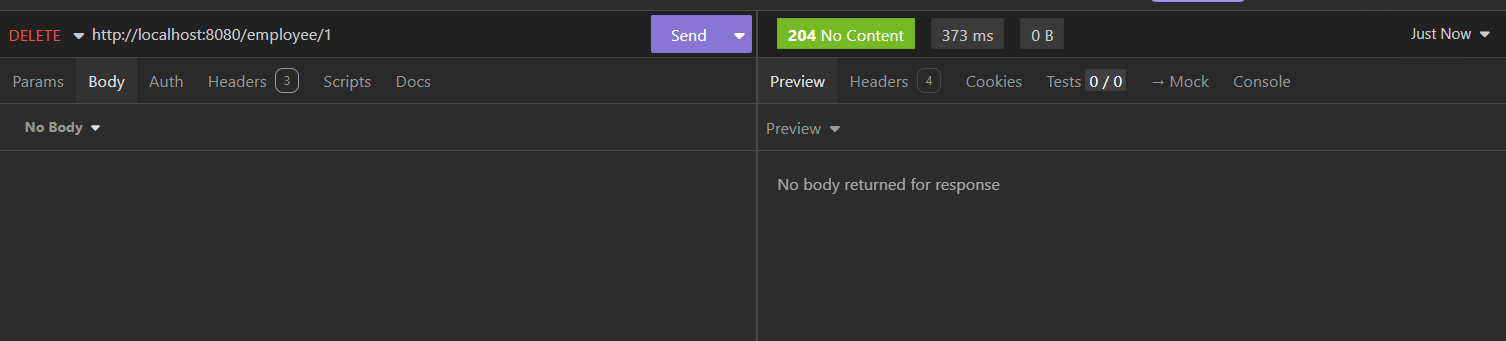 DELETE http://localhost:8080/employee/1 Send
204 No Content 373 ms 0 B Just Now
Params Body Auth Headers 3 Scripts Docs
Preview Headers 4 Cookies Tests 0 / 0 → Mock Console
No Body
Preview
No body returned for response